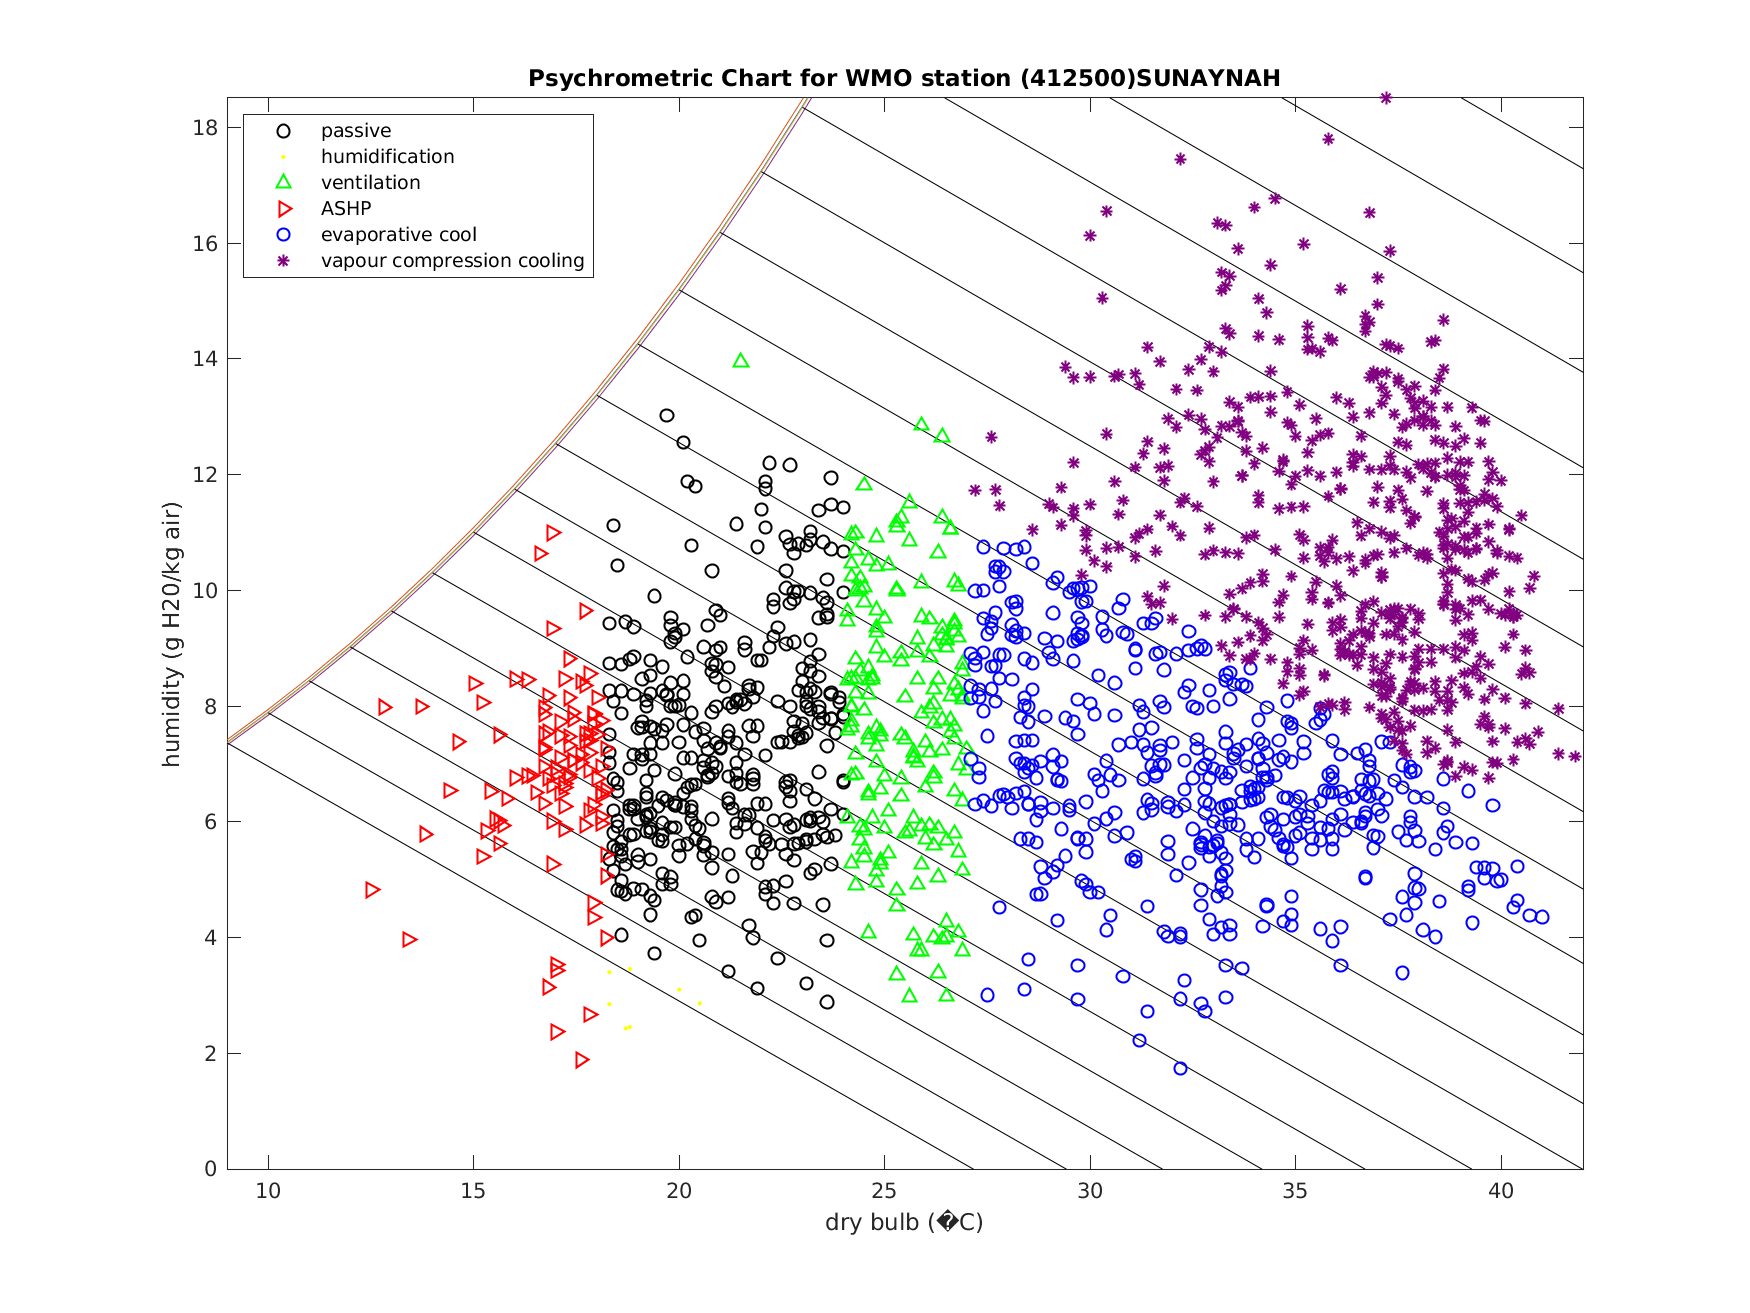 Psychrometric Chart for WMO station (412500)SUNAYNAH
passive
humidification
ventilation
ASHP
evaporative cool
vapour compression cooling
humidity (g H20/kg air)
18
16
14
12
10
8
6
4
2
0
10 15 20 25 30 35 40
dry bulb (�C)